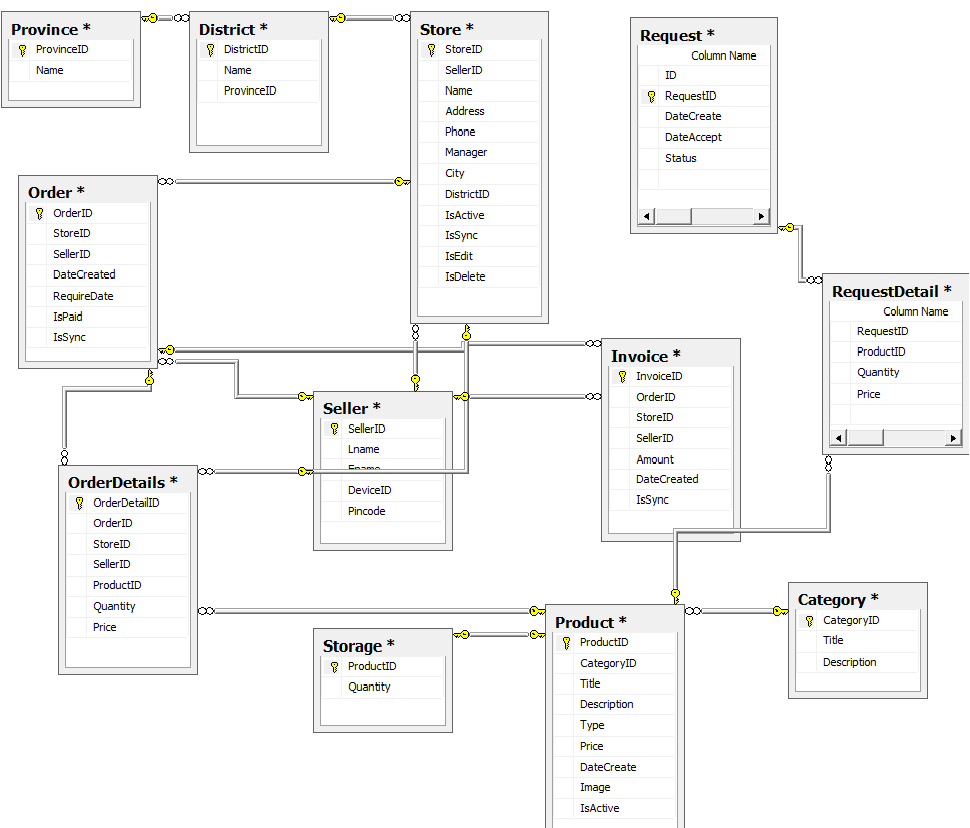 Province *
ProvinceID
Name
District *
DistrictID
Name
ProvinceID
Store *
StoreID
SellerID
Name
Address
Phone
Manager
City
DistrictID
IsActive
IsSync
IsEdit
IsDelete
Request *
Column Name
ID
RequestID
DateCreate
DateAccept
Status
Order *
OrderID
StoreID
SellerID
DateCreated
RequireDate
IsPaid
IsSync
RequestDetail *
Column Name
RequestID
ProductID
Quantity
Price
Invoice *
InvoiceID
OrderID
StoreID
SellerID
Amount
DateCreated
IsSync
Seller *
SellerID
Lname
DeviceID
Pincode
OrderDetails *
OrderDetailID
OrderID
StoreID
SellerID
ProductID
Quantity
Price
Storage *
ProductID
Quantity
Product *
ProductID
CategoryID
Title
Description
Type
Price
DateCreate
Image
IsActive
Category *
CategoryID
Title
Description